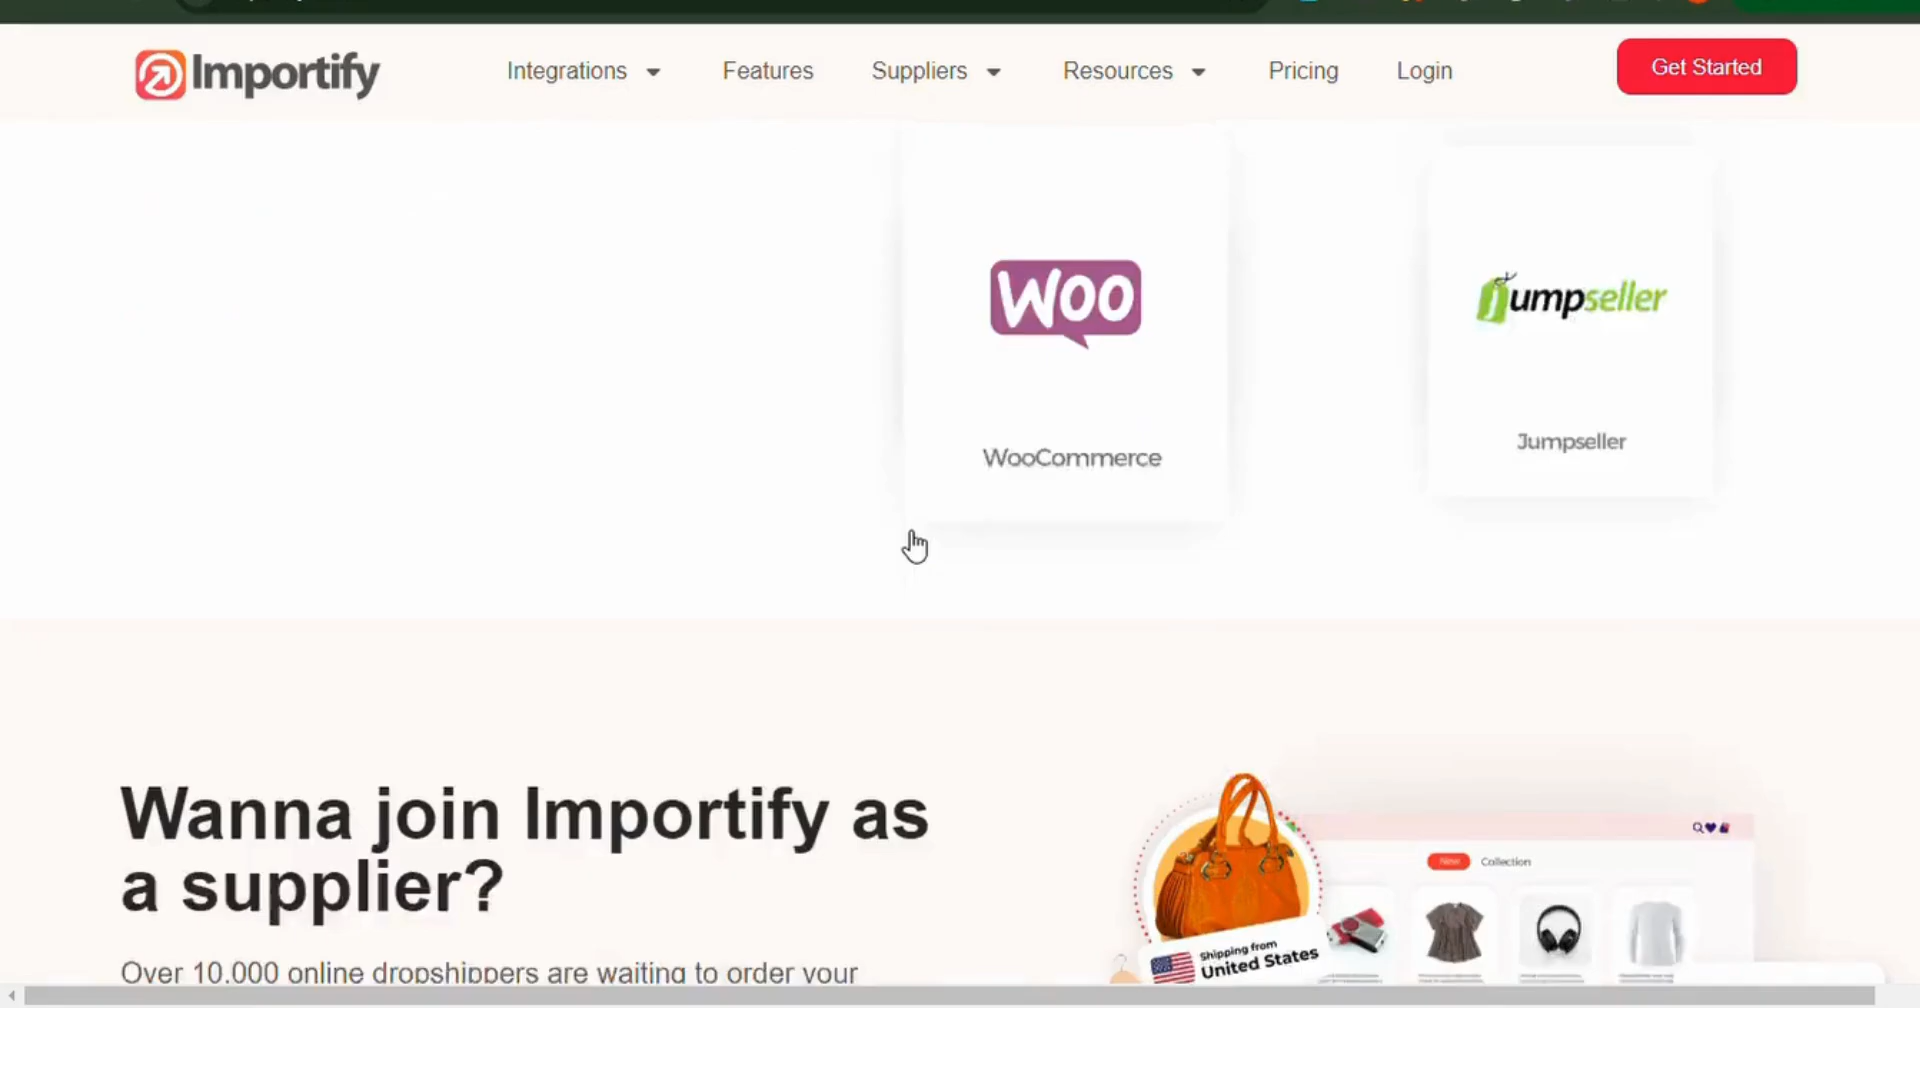 Importify
Integrations
Features
Suppliers
Resources
Pricing
Login
Get Started
WOO
jumpseller
WooCommerce
Jumpseller
Wanna join Importify as
a supplier?
Over 10,000 online dropshippers are waiting to order your
New
Collection
Shipping from
United States